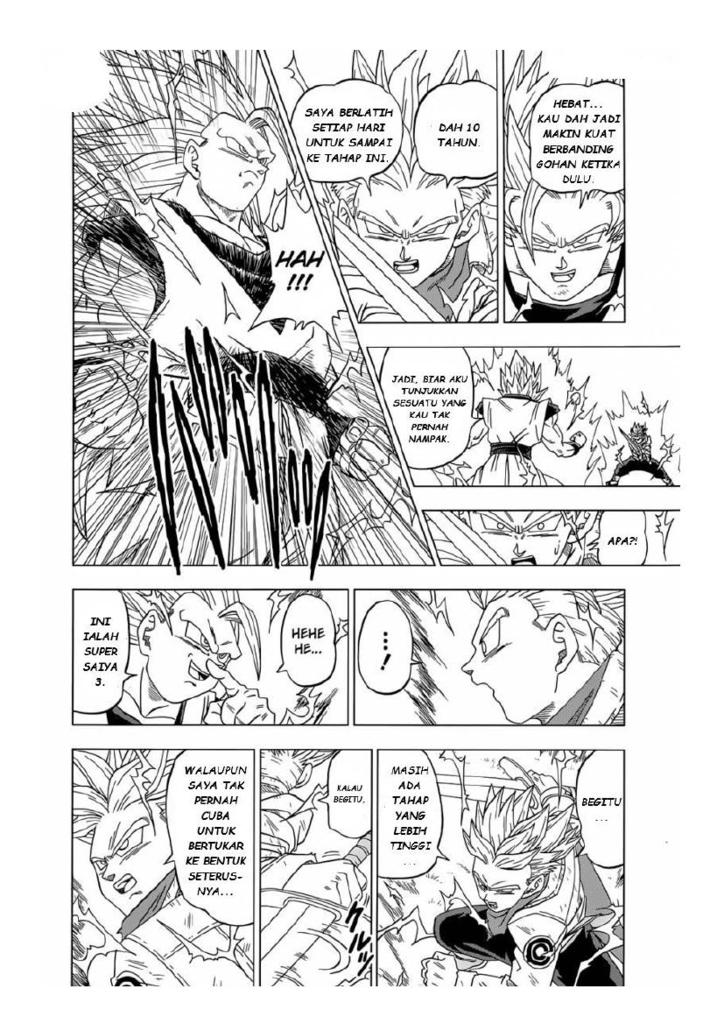 HEBAT...
KAU DAH JADI
MAKIN KUAT
BERBANDING
GOHAN KETIKA
DULU.
DAH 10
TAHUN.
SAYA BERLATIH
SETIAP HARI
UNTUK SAMPAI
KE TAHAP INI.
JADI, BIAR AKU
TUNJUKKAN
SESUATU YANG
KAU TAK
PERNAH
NAMPAK.
APA?!
HAH
!!!
...!
HEHE
HE...
INI
IALAH
SUPER
SAIYA
3.
BEGITU
...
MASIH
ADA
TAHAP
YANG
LEBIH
TINGGI
...
KALAU
BEGITU,
WALAUPUN
SAYA TAK
PERNAH
CUBA
UNTUK
BERTUKAR
KE BENTUK
SETERUS-
NYA...